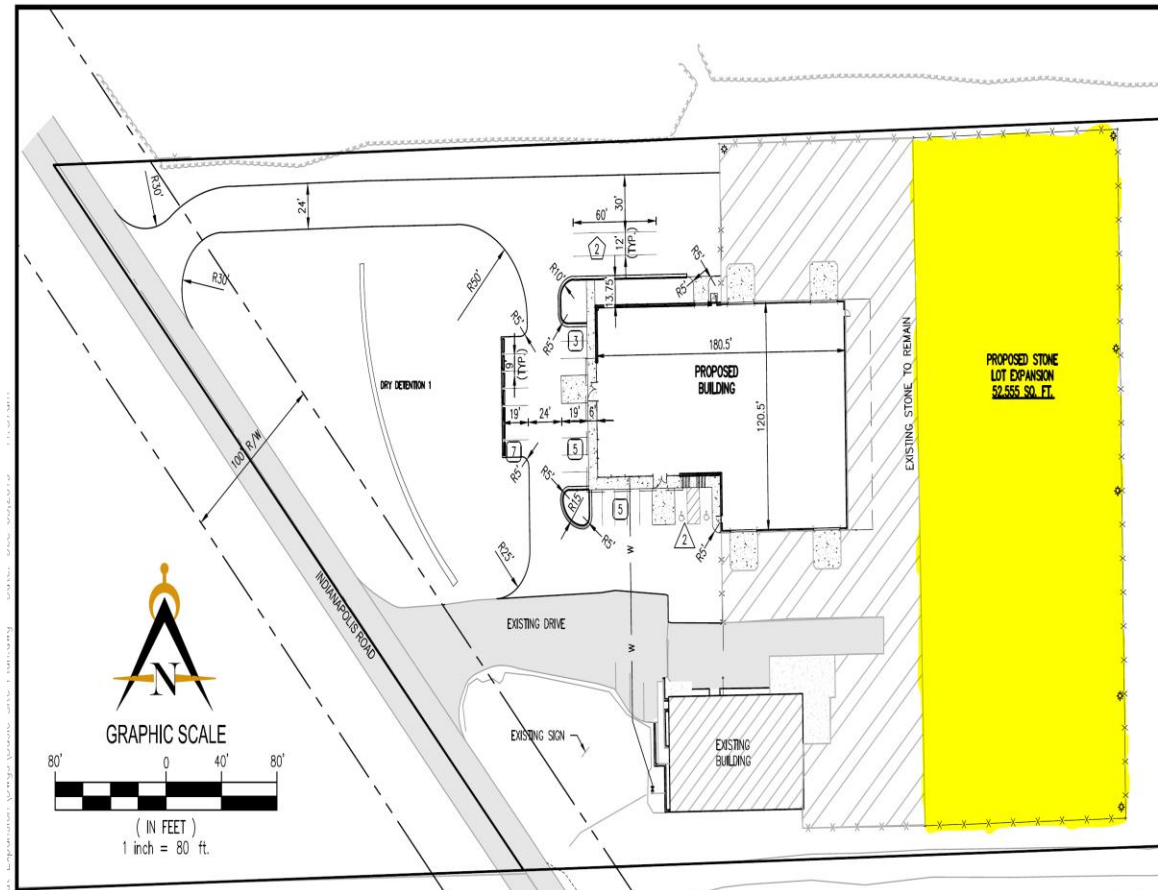 R30'
24'
60'
30'
12'
(TYP.)
2
R30'
R50'
R10'
13.75'
R5'
R5'
R5'
R5'
3
9'
(TYP.)
180.5'
DRY DETENTION 1
PROPOSED
BUILDING
EXISTING STONE TO REMAIN
PROPOSED STONE
LOT EXPANSION
52,555 SQ. FT.
120.5'
19'
24'
19'
6'
7
5
R5'
R5'
100' R/W
R15'
5
R5'
2
R5'
W
R25'
INDIANAPOLIS ROAD
EXISTING DRIVE
W
N
GRAPHIC SCALE
80'
0
40'
80'
( IN FEET )
1 inch = 80 ft.
EXISTING SIGN
EXISTING
BUILDING